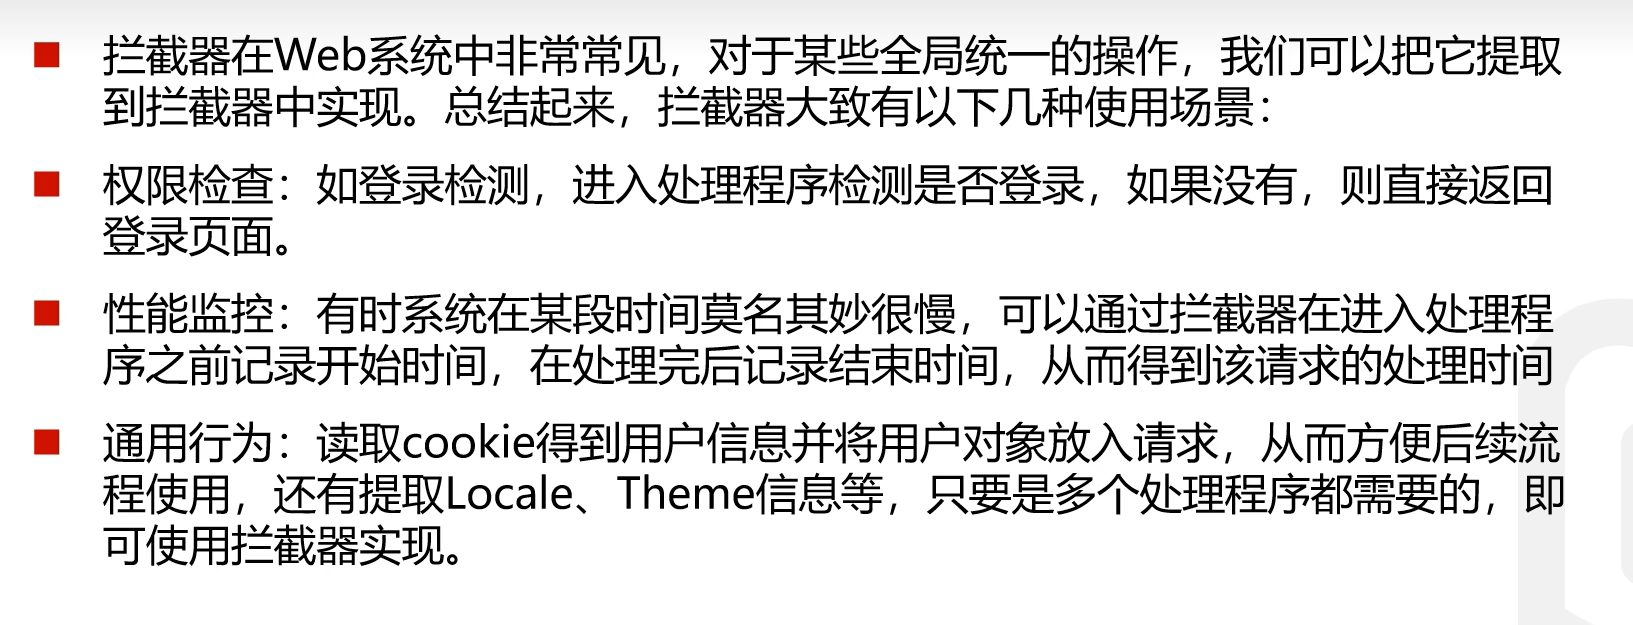 拦截器在Web系统中非常常见，对于某些全局统一的操作，我们可以把它提取
到拦截器中实现。总结起来，拦截器大致有以下几种使用场景：
权限检查：如登录检测，进入处理程序检测是否登录，如果没有，则直接返回
登录页面。
性能监控：有时系统在某段时间莫名其妙很慢，可以通过拦截器在进入处理程
序之前记录开始时间，在处理完后记录结束时间，从而得到该请求的处理时间
通用行为：读取cookie得到用户信息并将用户对象放入请求，从而方便后续流
程使用，还有提取Locale、Theme信息等，只要是多个处理程序都需要的，即
可使用拦截器实现。